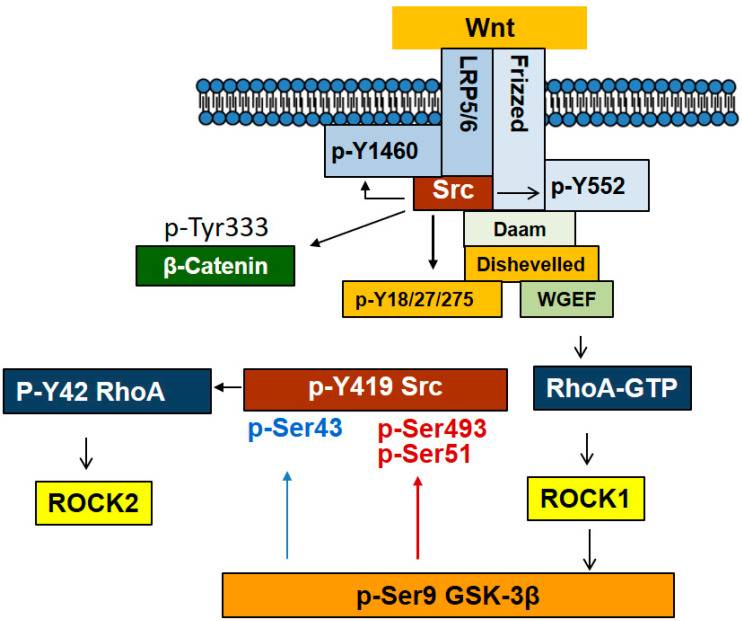 Wnt
LRP5/6
Frizzed
p-Y1460
Src
p-Y552
p-Tyr333
Daam
β-Catenin
Dishevelled
p-Y18/27/275
WGEF
P-Y42 RhoA
p-Y419 Src
RhoA-GTP
p-Ser43
p-Ser493
p-Ser51
ROCK2
ROCK1
p-Ser9 GSK-3β